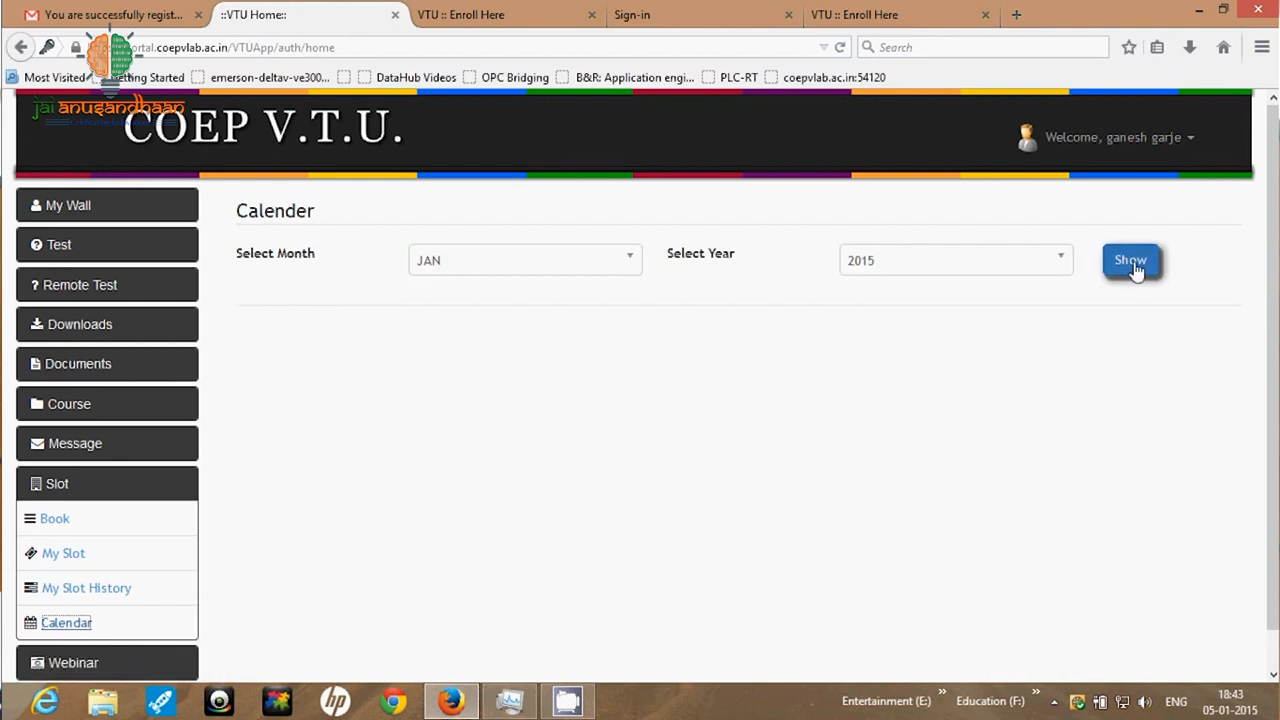 You are successfully regist...
::VTU Home::
VTU :: Enroll Here
Sign-in
VTU :: Enroll Here
ortal.coepvlab.ac.in/VTUApp/auth/home
Search
Most Visited
ting Started
emerson-deltav-ve300...
DataHub Videos
OPC Bridging
B&R: Application engi...
PLC-RT
coepvlab.ac.in:54120
jai anusandhaan
COEP V.T.U.
Welcome, ganesh garje
My Wall
Test
Remote Test
Downloads
Documents
Course
Message
Slot
Book
My Slot
My Slot History
Calendar
Webinar
Calender
Select Month
JAN
Select Year
2015
Show
hp
Entertainment (E:)
Education (F:)
ENG
18:43
05-01-2015